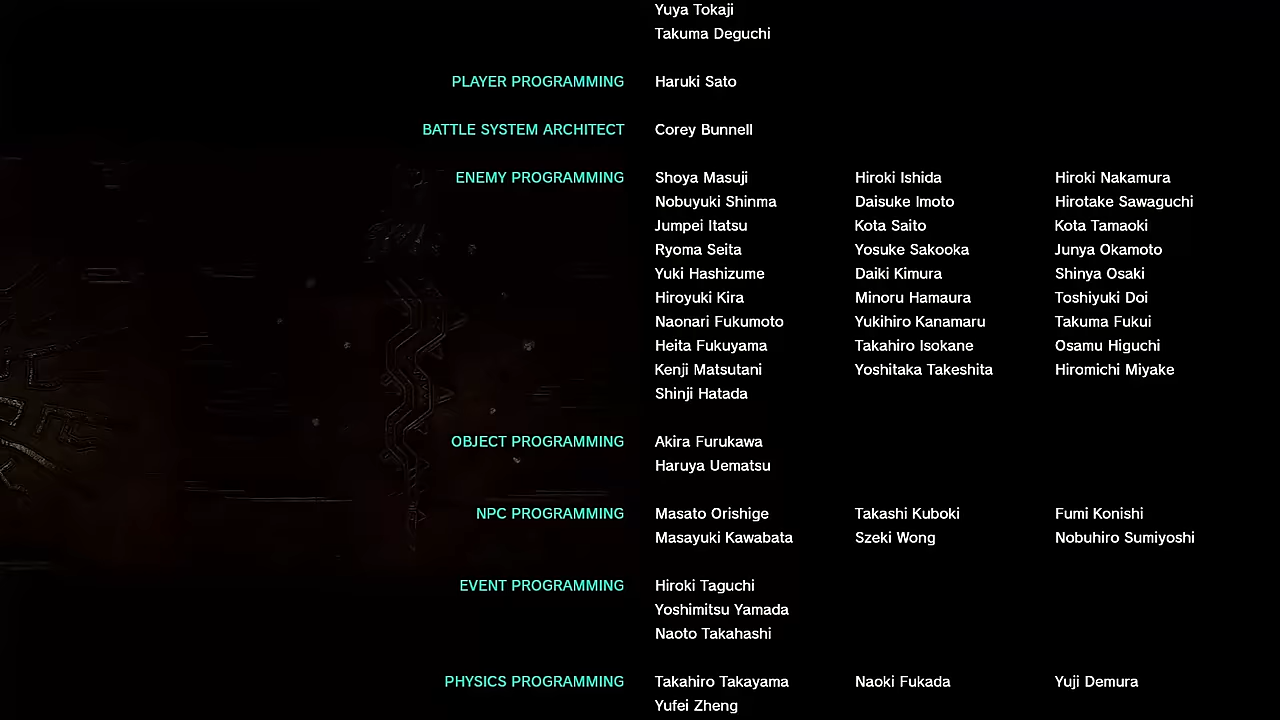 Yuya Tokaji
Takuma Deguchi
PLAYER PROGRAMMING Haruki Sato
BATTLE SYSTEM ARCHITECT Corey Bunnell
ENEMY PROGRAMMING Shoya Masuji Hiroki Ishida Hiroki Nakamura
Nobuyuki Shinma Daisuke Imoto Hirotake Sawaguchi
Jumpei Itatsu Kota Saito Kota Tamaoki
Ryoma Seita Yosuke Sakooka Junya Okamoto
Yuki Hashizume Daiki Kimura Shinya Osaki
Hiroyuki Kira Minoru Hamaura Toshiyuki Doi
Naonari Fukumoto Yukihiro Kanamaru Takuma Fukui
Heita Fukuyama Takahiro Isokane Osamu Higuchi
Kenji Matsutani Yoshitaka Takeshita Hiromichi Miyake
Shinji Hatada
OBJECT PROGRAMMING Akira Furukawa
Haruya Uematsu
NPC PROGRAMMING Masato Orishige Takashi Kuboki Fumi Konishi
Masayuki Kawabata Szeki Wong Nobuhiro Sumiyoshi
EVENT PROGRAMMING Hiroki Taguchi
Yoshimitsu Yamada
Naoto Takahashi
PHYSICS PROGRAMMING Takahiro Takayama Naoki Fukada Yuji Demura
Yufei Zheng